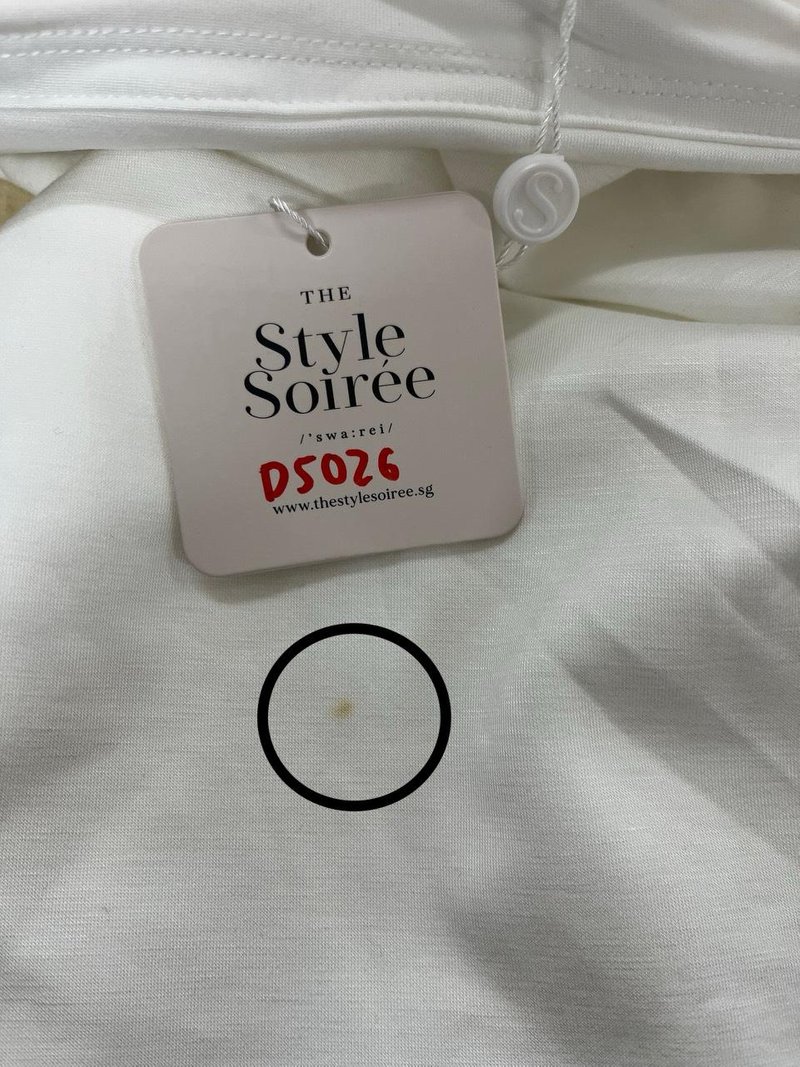 S
THE
Style
Soirée
/'swa:rei/
D5026
www.thestylesoiree.sg